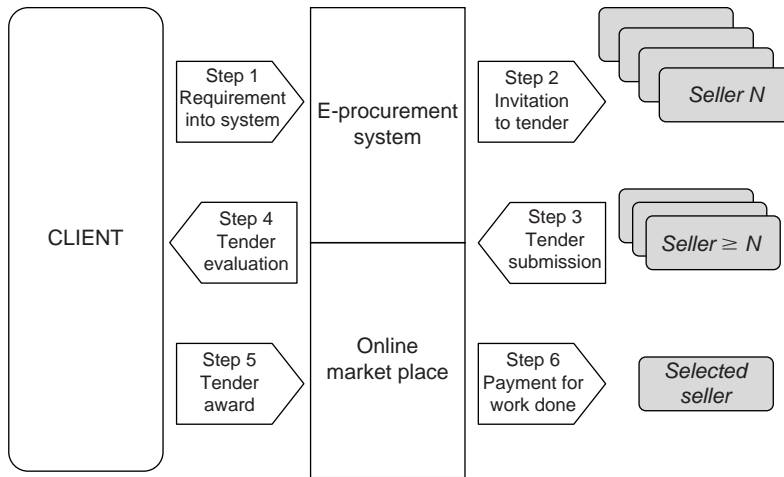 Step 1
Requirement
into system
E-procurement
system
Step 2
Invitation
to tender
Seller N
CLIENT
Step 4
Tender
evaluation
Step 3
Tender
submission
Seller ≥ N
Step 5
Tender
award
Online
market place
Step 6
Payment for
work done
Selected
seller